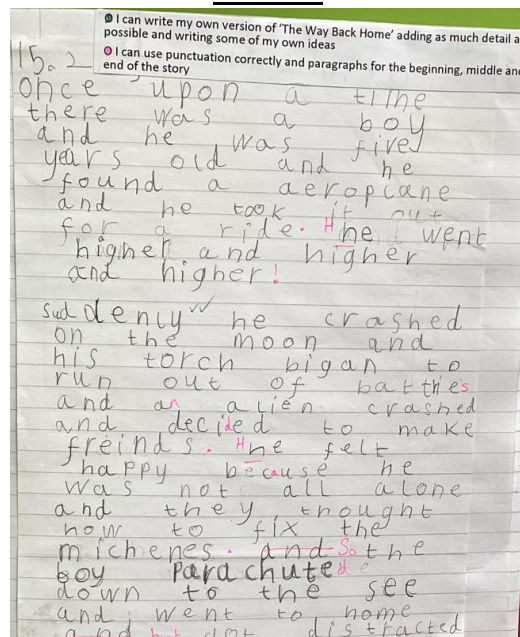 I can write my own version of 'The Way Back Home' adding as much detail a
possible and writing some of my own ideas
I can use punctuation correctly and paragraphs for the beginning, middle an
end of the story
15.2
once upon a time
there was a boy
and he was five
years old and he
found a aeroplane
and he took it out
for a ride. He went
higher and higher
and higher!
suddenly he crashed
on the moon and
his torch bigan to
run out of battries
and an alien crashed
and decided to make
freinds. He felt
happy because he
was not all alone
and they thought
how to fix the
michenes. and So the
boy parachuted
down to the see
and went to home
and but got distracted